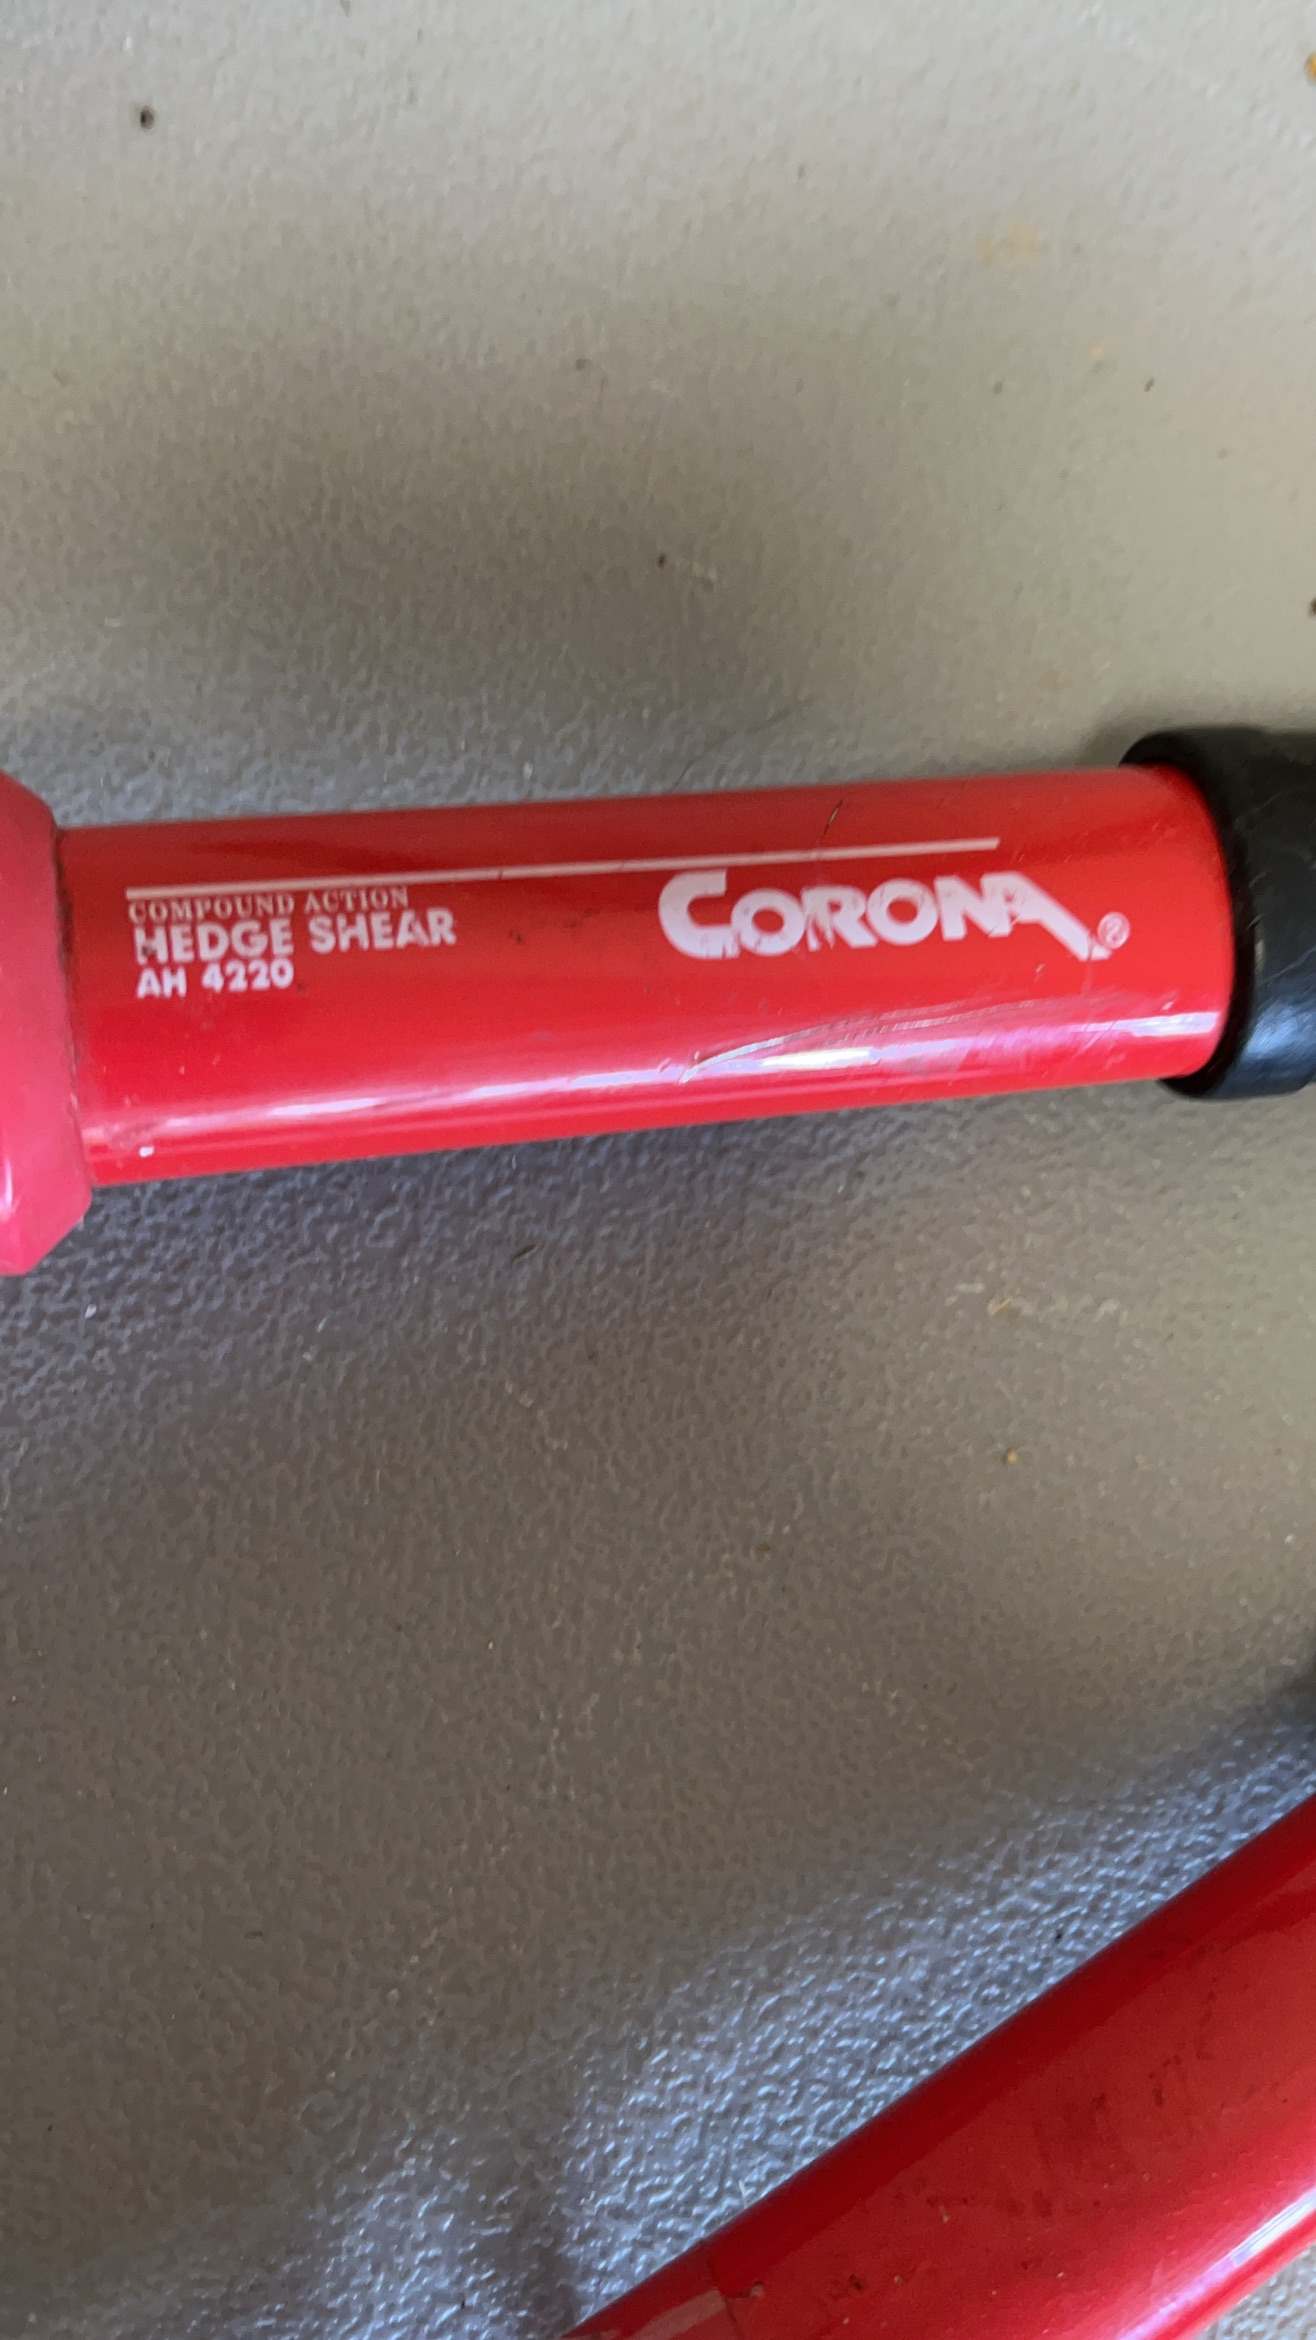 COMPOUND ACTION
HEDGE SHEAR
AH 4220
CORONA®